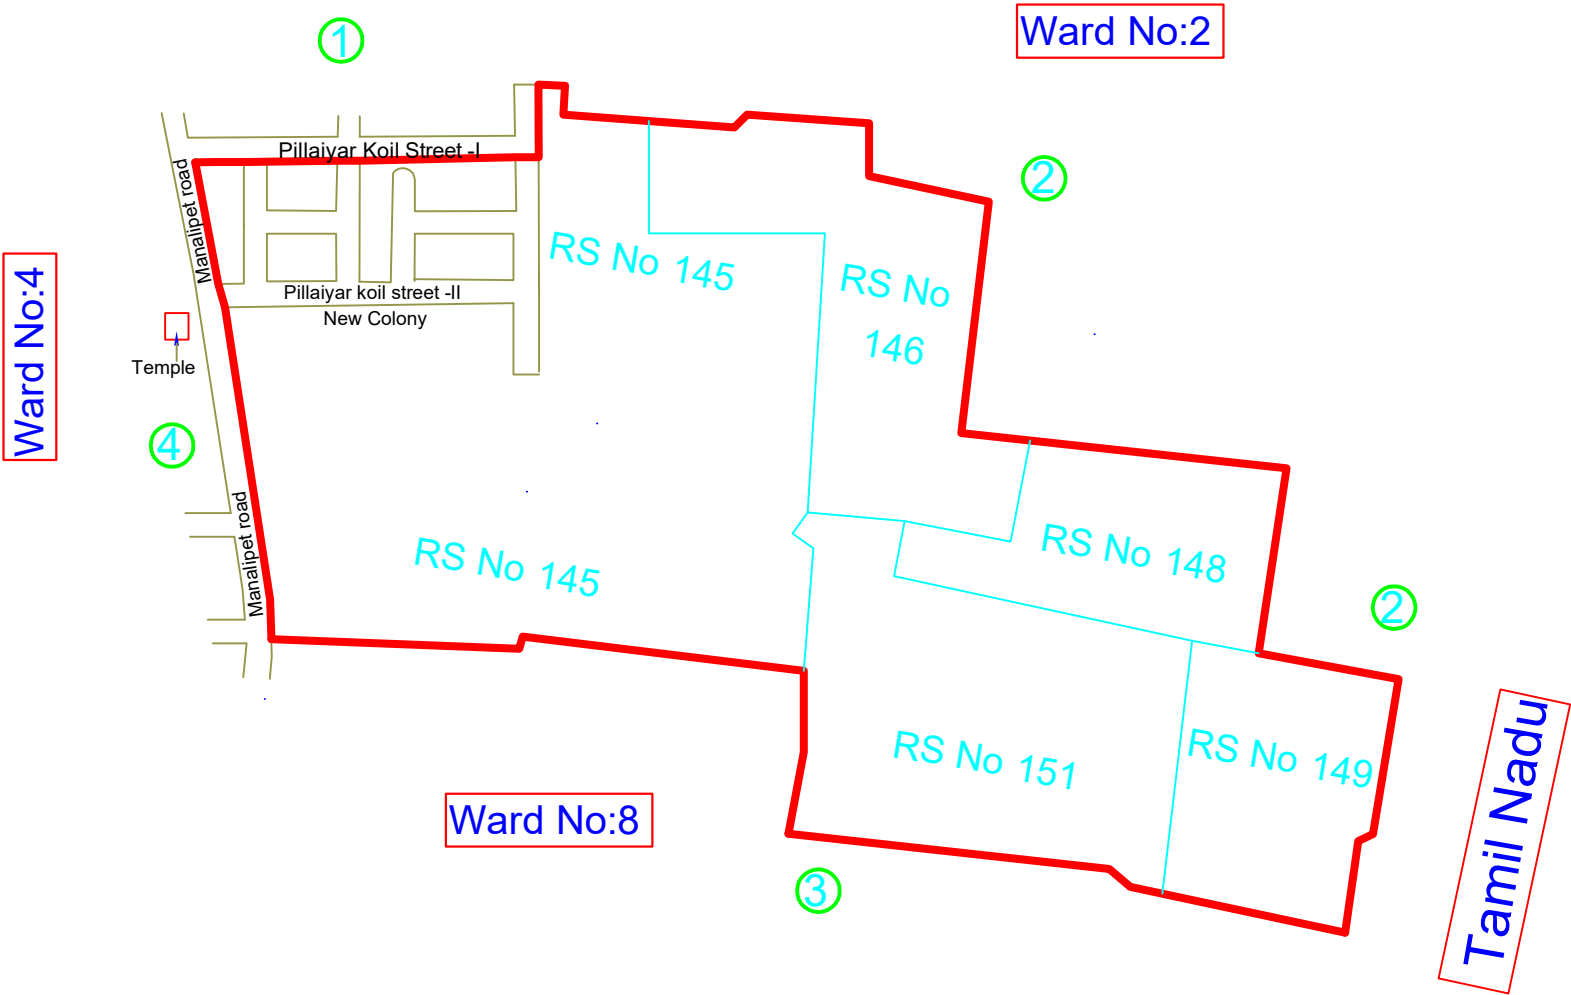 1
Ward No:2
Pillaiyar Koil Street -I
2
Manalipet road
RS No 145
RS No
146
Ward No:4
Pillaiyar koil street -II
New Colony
Temple
4
Manalipet road
RS No 145
RS No 148
2
RS No 151
RS No 149
Ward No:8
3
Tamil Nadu